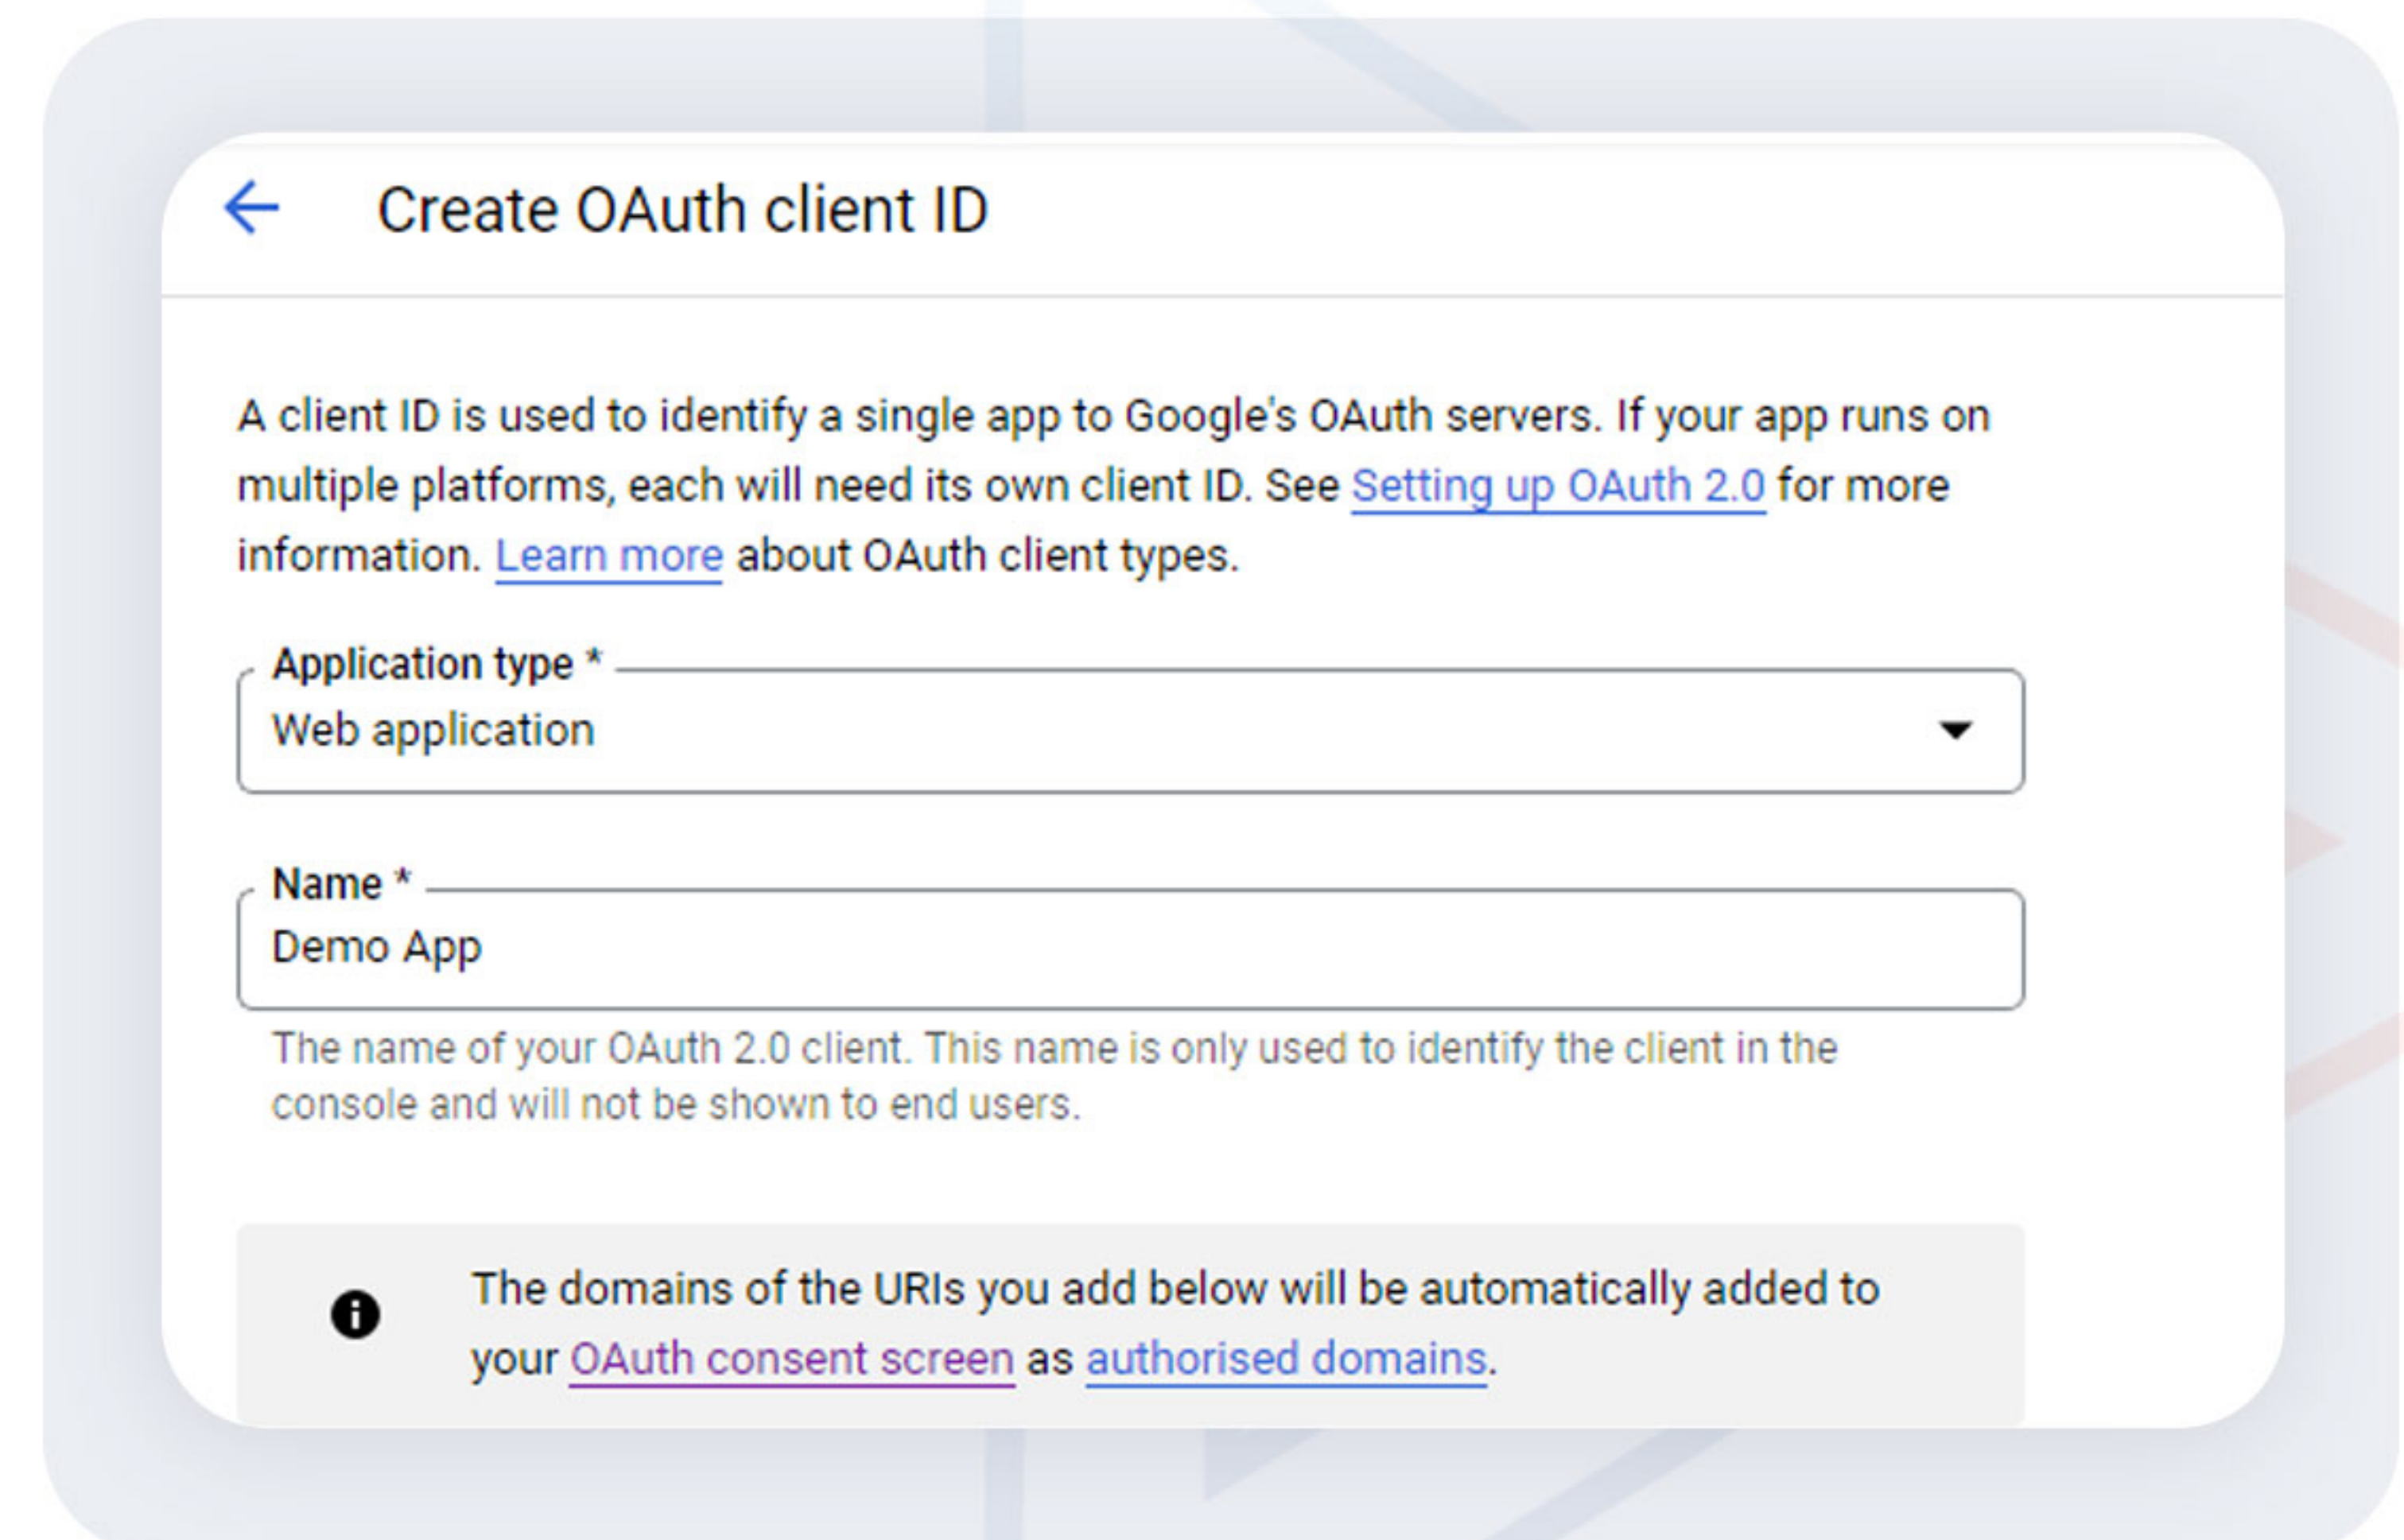 Create OAuth client ID
A client ID is used to identify a single app to Google's OAuth servers. If your app runs on
multiple platforms, each will need its own client ID. See Setting up OAuth 2.0 for more
information. Learn more about OAuth client types.
Application type *
Web application
Name *
Demo App
The name of your OAuth 2.0 client. This name is only used to identify the client in the
console and will not be shown to end users.
The domains of the URIs you add below will be automatically added to
your OAuth consent screen as authorised domains.